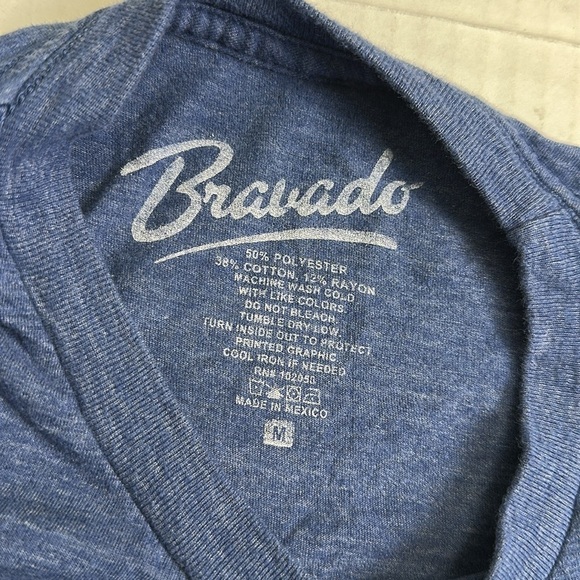 Bravado
50% POLYESTER
38% COTTON, 12% RAYON
MACHINE WASH COLD
WITH LIKE COLORS.
DO NOT BLEACH
TUMBLE DRY LOW.
TURN INSIDE OUT TO PROTECT
PRINTED GRAPHIC
COOL IRON IF NEEDED.
RN# 102050
MADE IN MEXICO
M